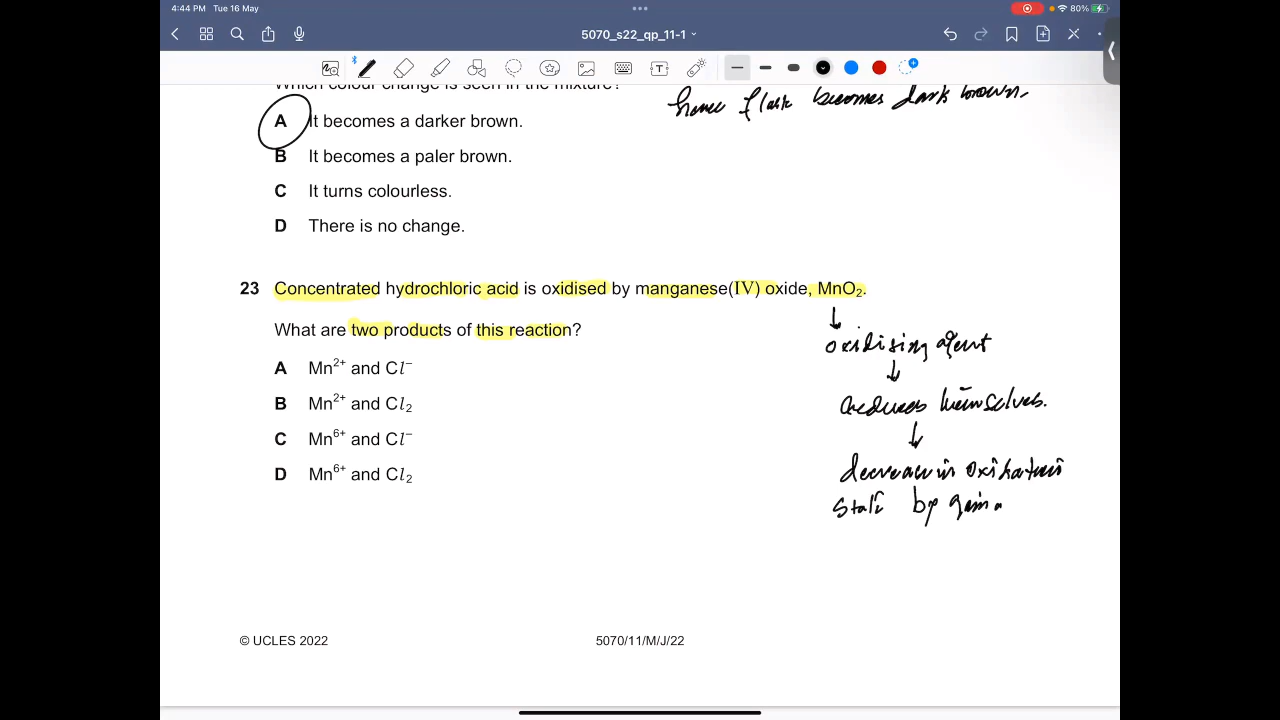 4:44 PM Tue 16 May
80%
5070_s22_qp_11-1
T
Which colour change is seen in the mixture?
hence flask becomes dark brown.
A It becomes a darker brown.
B It becomes a paler brown.
C It turns colourless.
D There is no change.
23 Concentrated hydrochloric acid is oxidised by manganese(IV) oxide, MnO₂.
What are two products of this reaction?
oxidising agent
A Mn²⁺ and Cl⁻
B Mn²⁺ and Cl₂
themselves.
C Mn⁶⁺ and Cl⁻
D Mn⁶⁺ and Cl₂
decrease in oxidation
state by gain
© UCLES 2022
5070/11/M/J/22